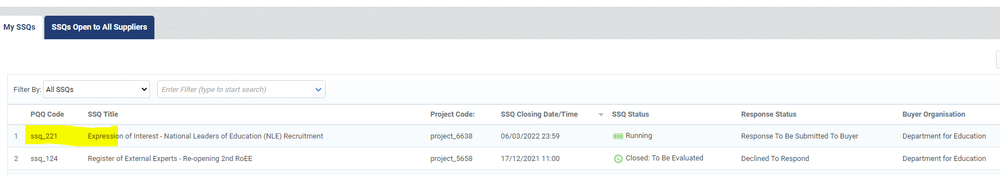 My SSQs SSQs Open to All Suppliers
Filter By: All SSQs Enter Filter (type to start search)
PQQ Code SSQ Title Project Code: SSQ Closing Date/Time SSQ Status Response Status Buyer Organisation
1 ssq_221 Expression of Interest - National Leaders of Education (NLE) Recruitment project_6638 06/03/2022 23:59 Running Response To Be Submitted To Buyer Department for Education
2 ssq_124 Register of External Experts - Re-opening 2nd RoEE project_5658 17/12/2021 11:00 Closed: To Be Evaluated Declined To Respond Department for Education